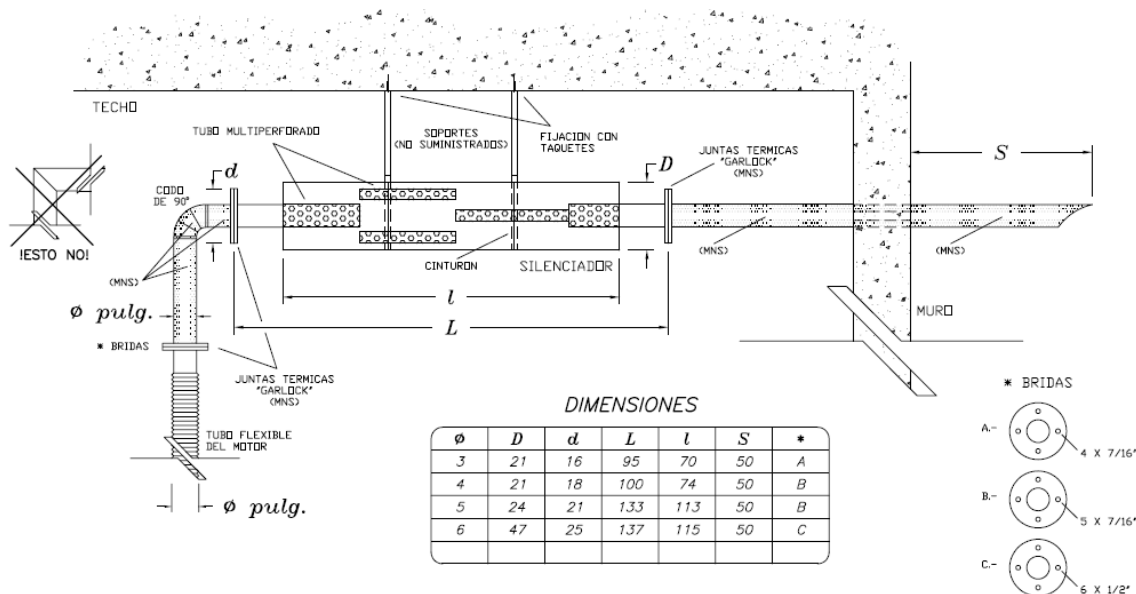 TECHO
TUBO MULTIPERFORADO
SOPORTES
(NO SUMINISTRADOS)
FIJACION CON
TAQUETES
D
JUNTAS TERMICAS
"GARLOCK"
(MNS)
S
d
CODO
DE 90°
!ESTO NO!
(MNS)
CINTURON
SILENCIADOR
(MNS)
(MNS)
l
L
MURO
ø pulg.
* BRIDAS
JUNTAS TERMICAS
"GARLOCK"
(MNS)
TUBO FLEXIBLE
DEL MOTOR
ø pulg.
DIMENSIONES
ø D d L l S *
3 21 16 95 70 50 A
4 21 18 100 74 50 B
5 24 21 133 113 50 B
6 47 25 137 115 50 C
* BRIDAS
A.-
4 X 7/16"
B.-
5 X 7/16"
C.-
6 X 1/2"